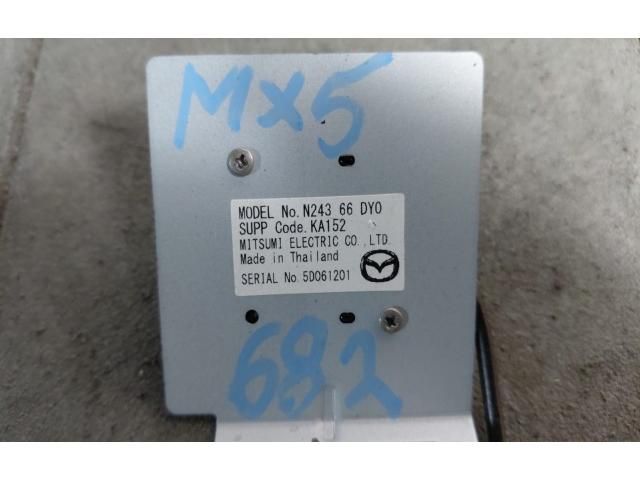 MX5
MODEL No. N243 66 DY0
SUPP Code. KA152
MITSUMI ELECTRIC CO., LTD.
Made in Thailand
SERIAL No. 5D061201
682